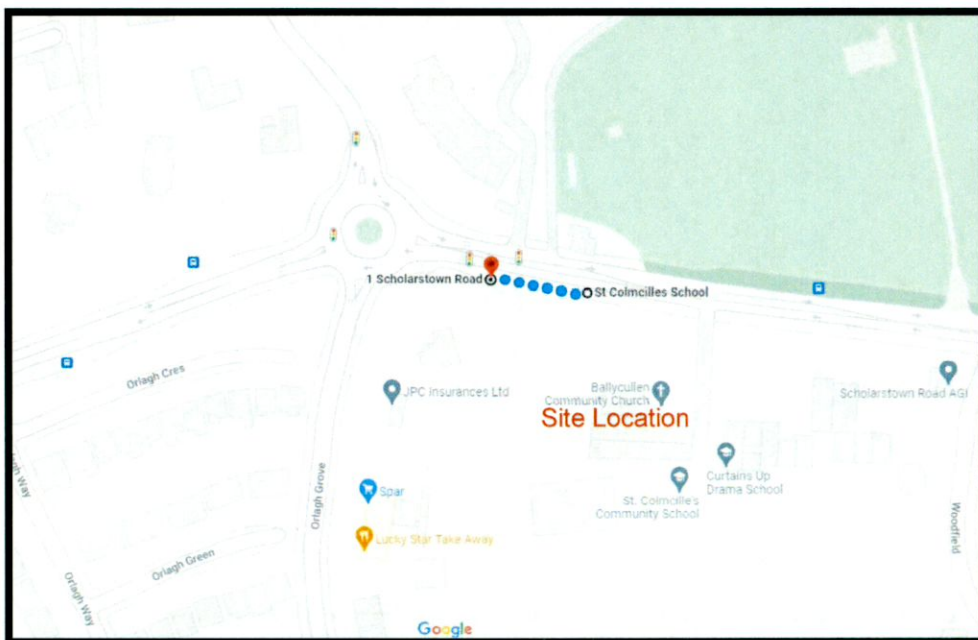 1 Scholarstown Road
St Colmcilles School
Orlagh Cres
JPC Insurances Ltd
Ballycullen
Community Church
Scholarstown Road AGI
Site Location
Curtains Up
Drama School
St. Colmcille's
Community School
Spar
Lucky Star Take Away
Orlagh Grove
Orlagh Green
Orlagh Way
gh Way
Woodfield
Google